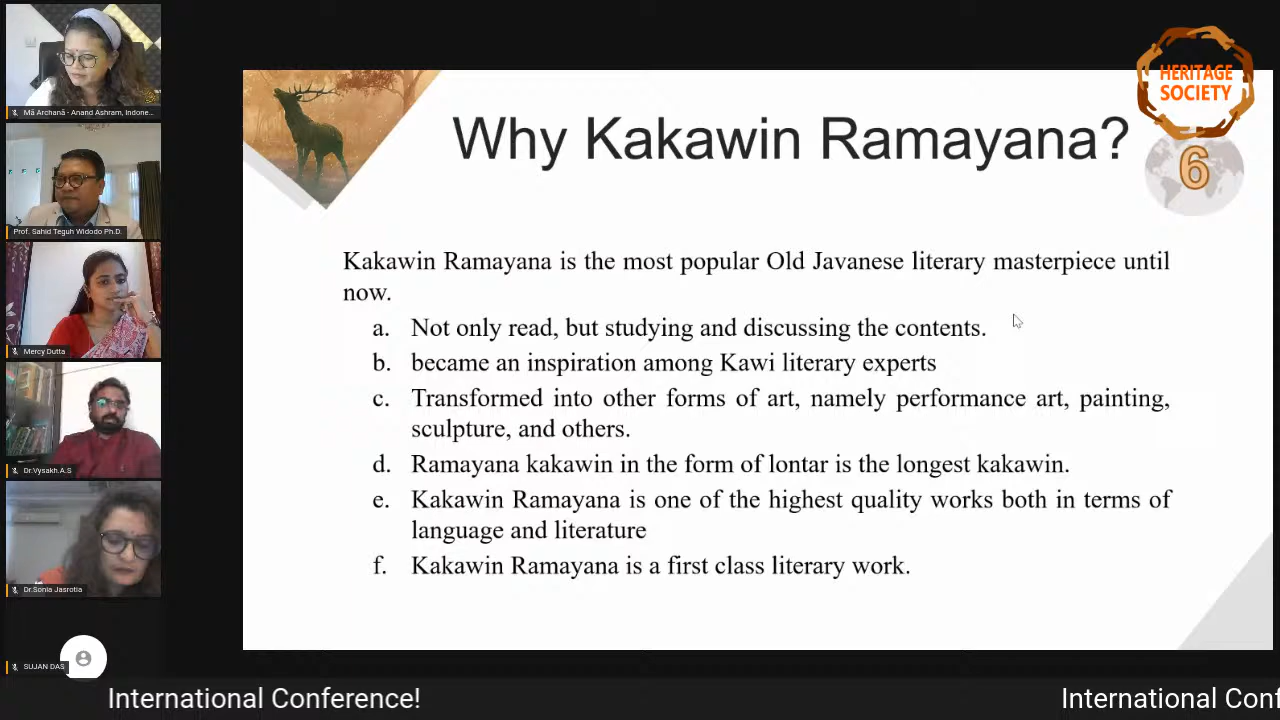 Mā Archanā - Anand Ashram, Indone...
Prof. Sahid Teguh Widodo Ph.D.
Mercy Dutta
Dr.Vysakh.A.S
Dr.Sonia Jasrotia
SUJAN DAS
HERITAGE
SOCIETY
6
Why Kakawin Ramayana?
Kakawin Ramayana is the most popular Old Javanese literary masterpiece until
now.
a. Not only read, but studying and discussing the contents.
b. became an inspiration among Kawi literary experts
c. Transformed into other forms of art, namely performance art, painting,
sculpture, and others.
d. Ramayana kakawin in the form of lontar is the longest kakawin.
e. Kakawin Ramayana is one of the highest quality works both in terms of
language and literature
f. Kakawin Ramayana is a first class literary work.
International Conference! International Conf